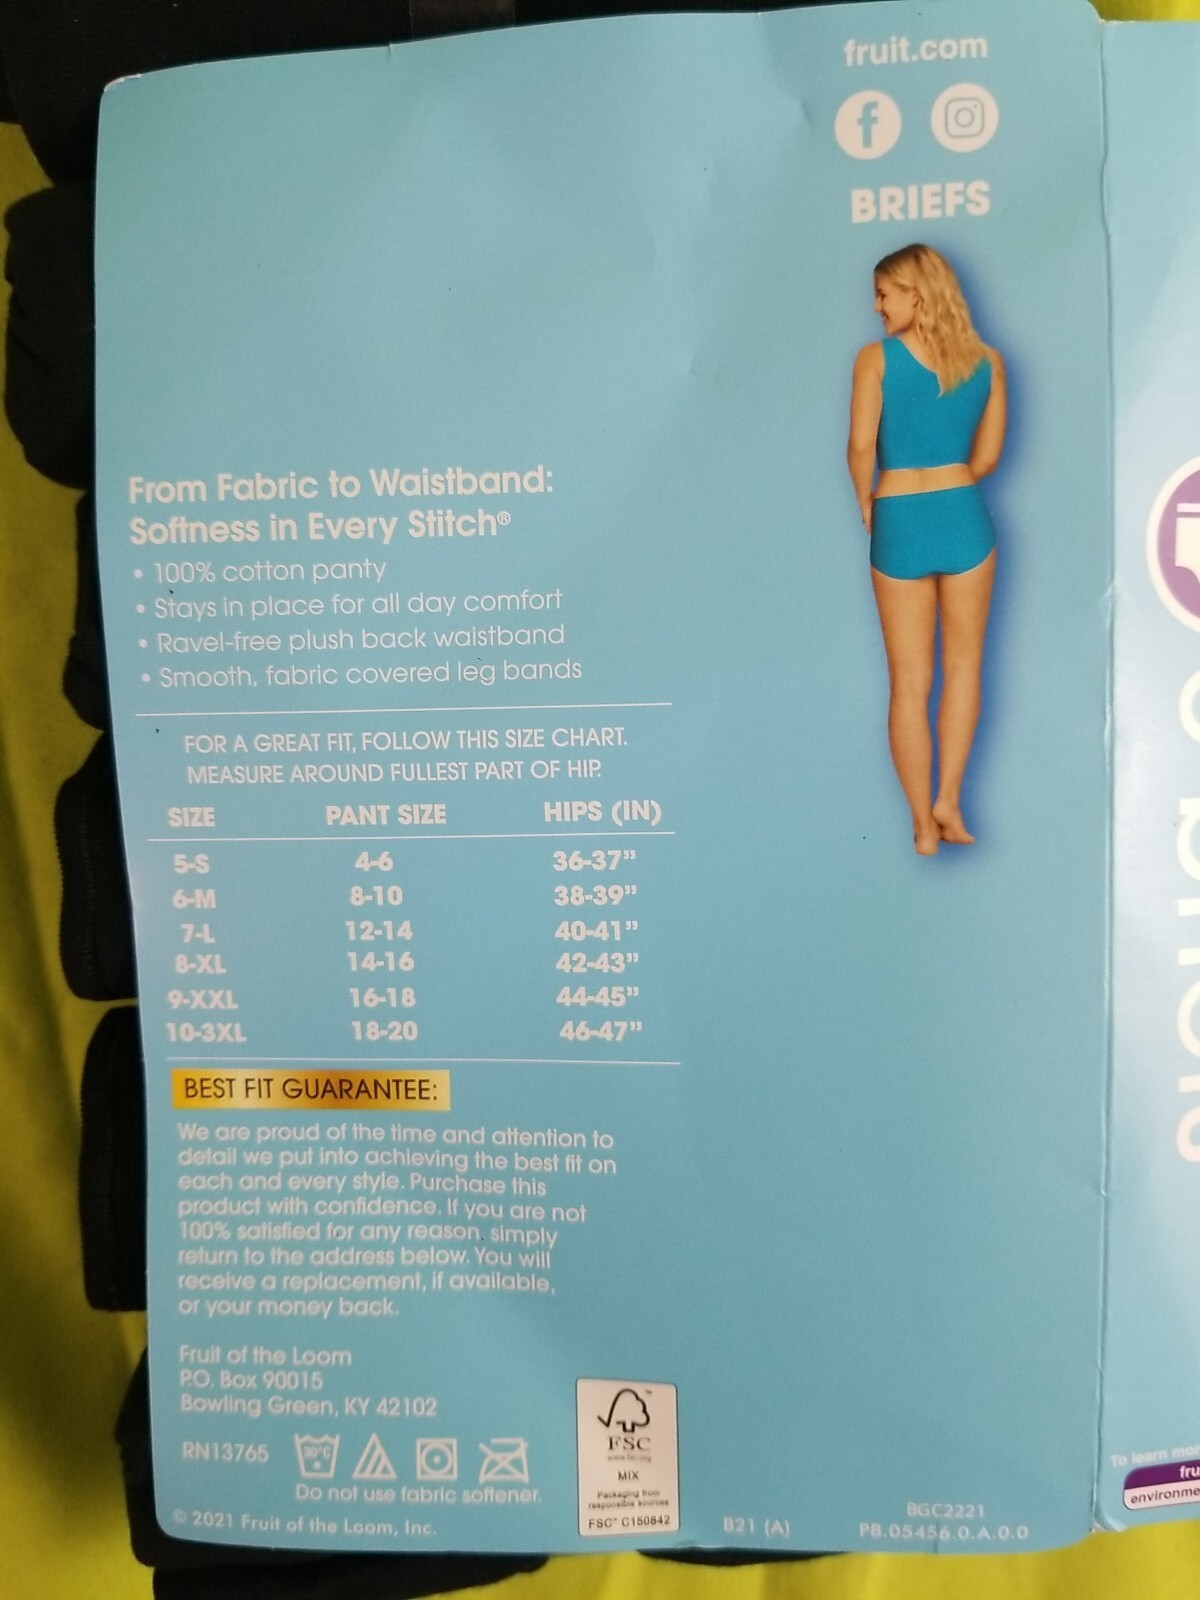 fruit.com
BRIEFS
From Fabric to Waistband:
Softness in Every Stitch®
• 100% cotton panty
• Stays in place for all day comfort
• Ravel-free plush back waistband
• Smooth, fabric covered leg bands
FOR A GREAT FIT, FOLLOW THIS SIZE CHART.
MEASURE AROUND FULLEST PART OF HIP.
SIZE PANT SIZE HIPS (IN)
5-S 4-6 36-37”
6-M 8-10 38-39”
7-L 12-14 40-41”
8-XL 14-16 42-43”
9-XXL 16-18 44-45”
10-3XL 18-20 46-47”
BEST FIT GUARANTEE:
We are proud of the time and attention to
detail we put into achieving the best fit on
each and every style. Purchase this
product with confidence. If you are not
100% satisfied for any reason, simply
return to the address below. You will
receive a replacement, if available,
or your money back.
Fruit of the Loom
P.O. Box 90015
Bowling Green, KY 42102
RN13765
30°C
Do not use fabric softener.
© 2021 Fruit of the Loom, Inc.
FSC
www.fsc.org
MIX
Packaging from
responsible sources
FSC™ C150842
B21 (A)
BGC2221
PB.05456.0.A.0.0
To learn